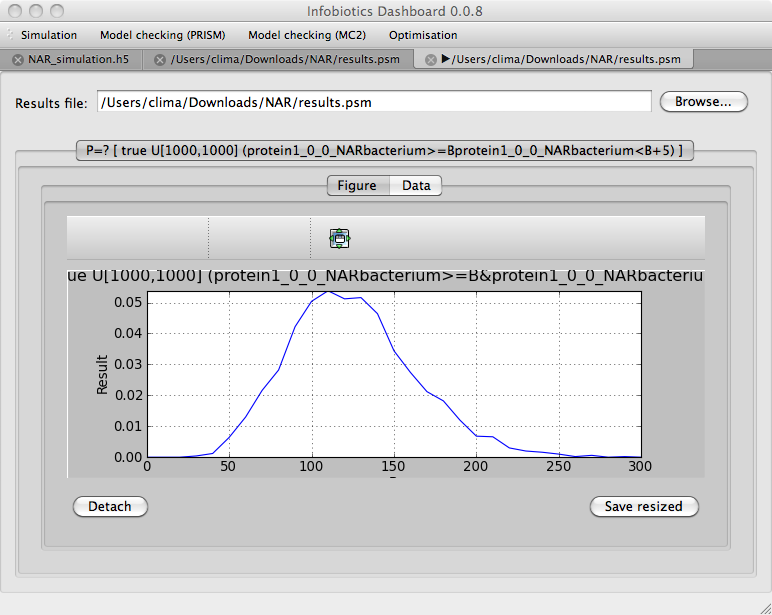 Infobiotics Dashboard 0.0.8
Simulation Model checking (PRISM) Model checking (MC2) Optimisation
NAR_simulation.h5 /Users/clima/Downloads/NAR/results.psm ▶/Users/clima/Downloads/NAR/results.psm
Results file: /Users/clima/Downloads/NAR/results.psm Browse...
P=? [ true U[1000,1000] (protein1_0_0_NARbacterium>=Bprotein1_0_0_NARbacterium<B+5) ]
Figure Data
ue U[1000,1000] (protein1_0_0_NARbacterium>=B&protein1_0_0_NARbacteriu
0.05
0.04
0.03
0.02
0.01
0.00
Result
0 50 100 150 200 250 300
Detach Save resized